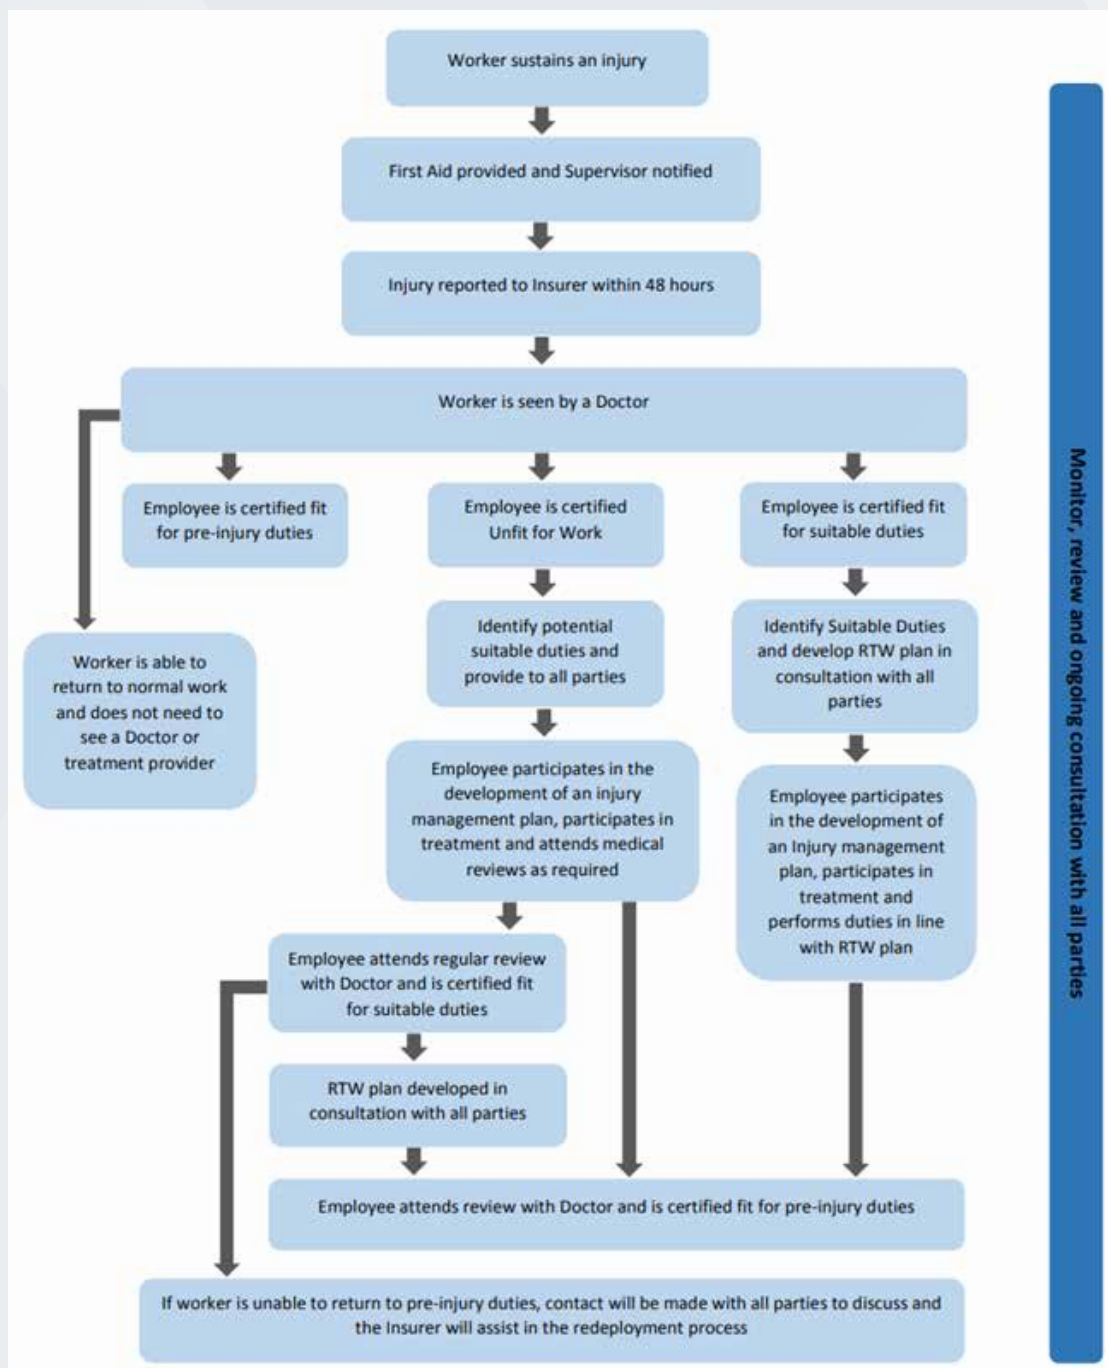 Worker sustains an injury
First Aid provided and Supervisor notified
Injury reported to Insurer within 48 hours
Worker is seen by a Doctor
Employee is certified fit
for pre-injury duties
Employee is certified
Unfit for Work
Employee is certified fit
for suitable duties
Worker is able to
return to normal work
and does not need to
see a Doctor or
treatment provider
Identify potential
suitable duties and
provide to all parties
Identify Suitable Duties
and develop RTW plan in
consultation with all
parties
Employee participates in the
development of an injury
management plan, participates in
treatment and attends medical
reviews as required
Employee participates
in the development of
an Injury management
plan, participates in
treatment and
performs duties in line
with RTW plan
Employee attends regular review
with Doctor and is certified fit
for suitable duties
RTW plan developed in
consultation with all parties
Employee attends review with Doctor and is certified fit for pre-injury duties
If worker is unable to return to pre-injury duties, contact will be made with all parties to discuss and
the Insurer will assist in the redeployment process
Monitor, review and ongoing consultation with all parties